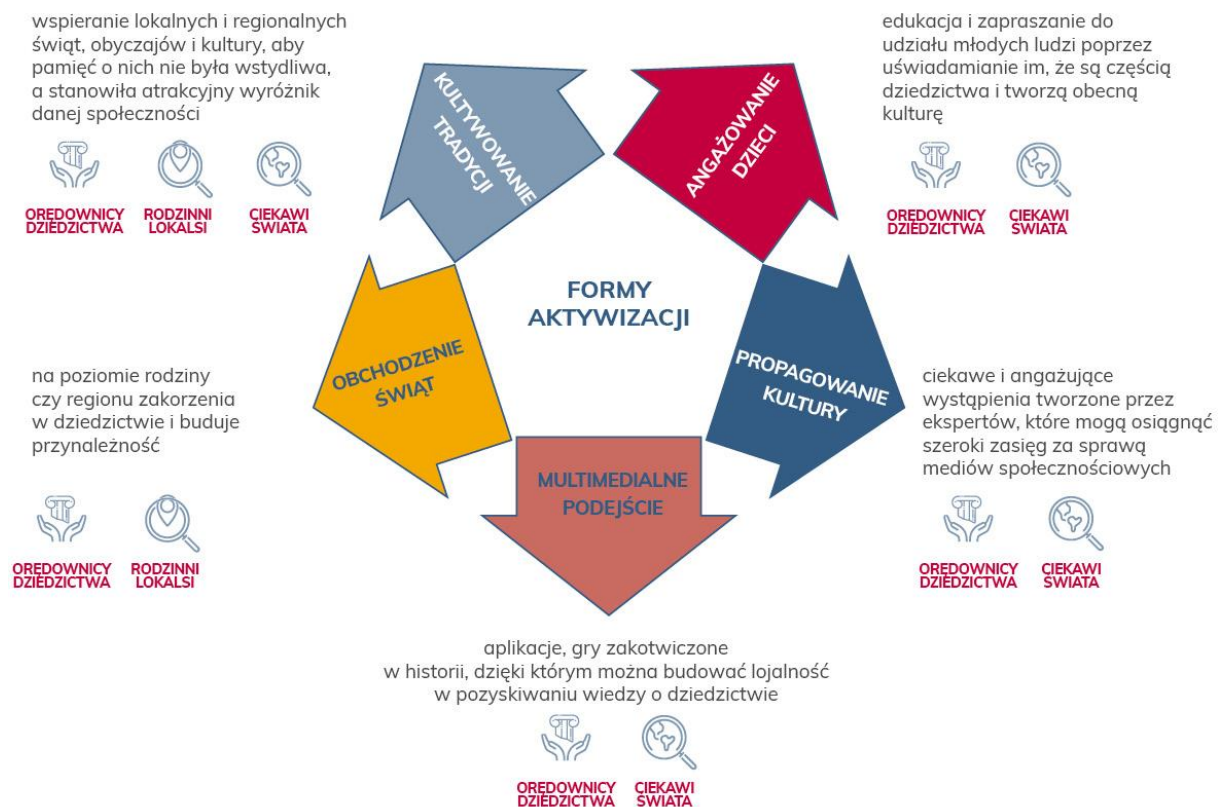 wspieranie lokalnych i regionalnych
świąt, obyczajów i kultury, aby
pamięć o nich nie była wstydliwa,
a stanowiła atrakcyjny wyróżnik
danej społeczności
ORĘDOWNICY
DZIEDZICTWA
RODZINNI
LOKALSI
CIEKAWI
ŚWIATA
KULTYWOWANIE
TRADYCJI
ANGAŻOWANIE
DZIECI
edukacja i zapraszanie do
udziału młodych ludzi poprzez
uświadamianie im, że są częścią
dziedzictwa i tworzą obecną
kulturę
ORĘDOWNICY
DZIEDZICTWA
CIEKAWI
ŚWIATA
FORMY
AKTYWIZACJI
OBCHODZENIE
ŚWIĄT
PROPAGOWANIE
KULTURY
na poziomie rodziny
czy regionu zakorzenia
w dziedzictwie i buduje
przynależność
ORĘDOWNICY
DZIEDZICTWA
RODZINNI
LOKALSI
ciekawe i angażujące
wystąpienia tworzone przez
ekspertów, które mogą osiągnąć
szeroki zasięg za sprawą
mediów społecznościowych
ORĘDOWNICY
DZIEDZICTWA
CIEKAWI
ŚWIATA
MULTIMEDIALNE
PODEJŚCIE
aplikacje, gry zakotwiczone
w historii, dzięki którym można budować lojalność
w pozyskiwaniu wiedzy o dziedzictwie
ORĘDOWNICY
DZIEDZICTWA
CIEKAWI
ŚWIATA